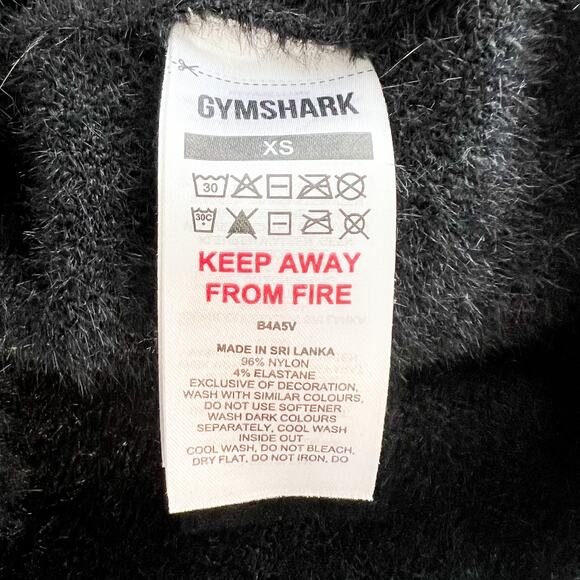 GYMSHARK
XS
30
30C
KEEP AWAY
FROM FIRE
B4A5V
MADE IN SRI LANKA
96% NYLON
4% ELASTANE
EXCLUSIVE OF DECORATION,
WASH WITH SIMILAR COLOURS,
DO NOT USE SOFTENER
WASH DARK COLOURS
SEPARATELY, COOL WASH
INSIDE OUT
COOL WASH, DO NOT BLEACH,
DRY FLAT, DO NOT IRON, DO